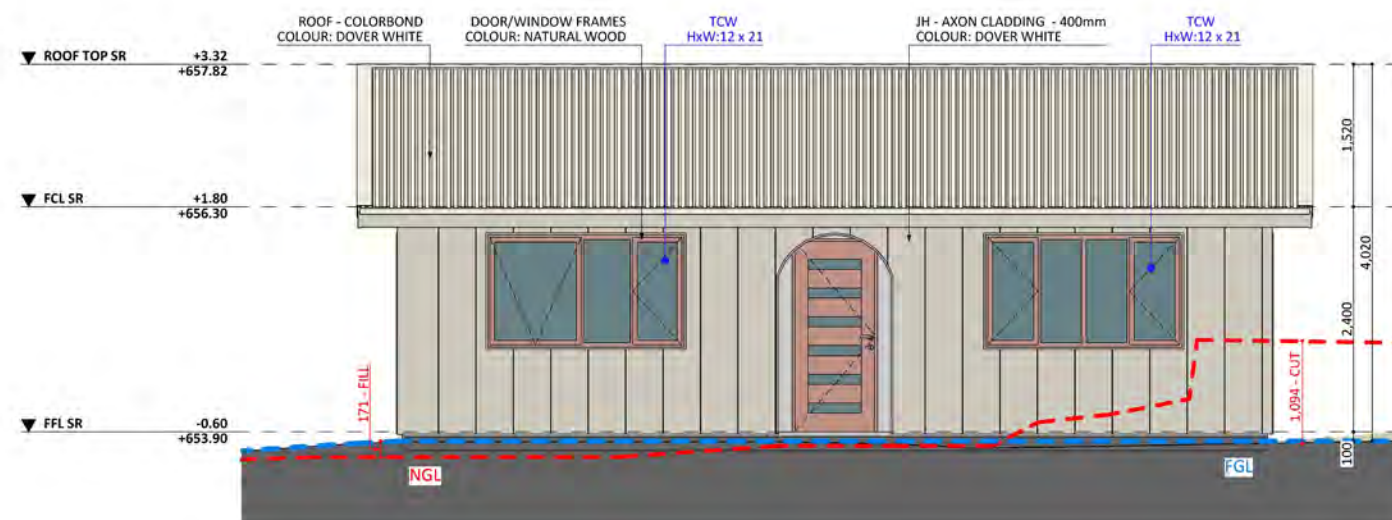 ROOF - COLORBOND
COLOUR: DOVER WHITE
DOOR/WINDOW FRAMES
COLOUR: NATURAL WOOD
TCW
HxW:12 x 21
JH - AXON CLADDING - 400mm
COLOUR: DOVER WHITE
TCW
HxW:12 x 21
ROOF TOP SR
+3.32
+657.82
1,520
FCL SR
+1.80
+656.30
4,020
2,400
171 - FILL
1,094 - CUT
FFL SR
-0.60
+653.90
100
NGL
FGL